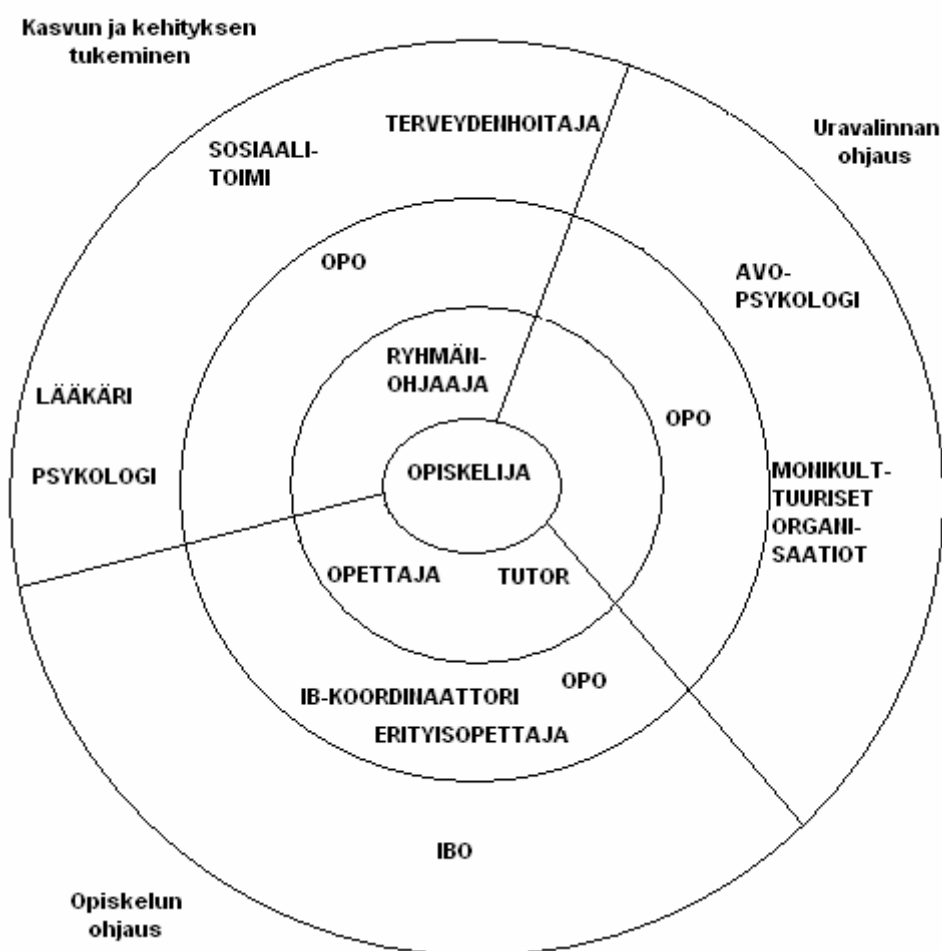 Kasvun ja kehityksen
tukeminen
TERVEYDENHOITAJA
SOSIAALI-
TOIMI
Uravalinnan
ohjaus
OPO
AVO-
PSYKOLOGI
RYHMÄN-
OHJAAJA
LÄÄKÄRI
OPO
PSYKOLOGI
OPISKELIJA
MONIKULT-
TUURISET
ORGANI-
SAATIOT
OPETTAJA
TUTOR
OPO
IB-KOORDINAATTORI
ERITYISOPETTAJA
IBO
Opiskelun
ohjaus